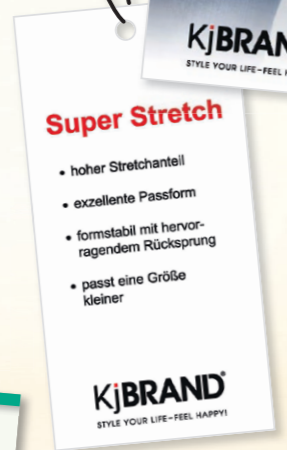 KjBRAN
STYLE YOUR LIFE–FEEL H
Super Stretch
• hoher Stretchanteil
• exzellente Passform
• formstabil mit hervor-
ragendem Rücksprung
• passt eine Größe
kleiner
KjBRAND®
STYLE YOUR LIFE–FEEL HAPPY!